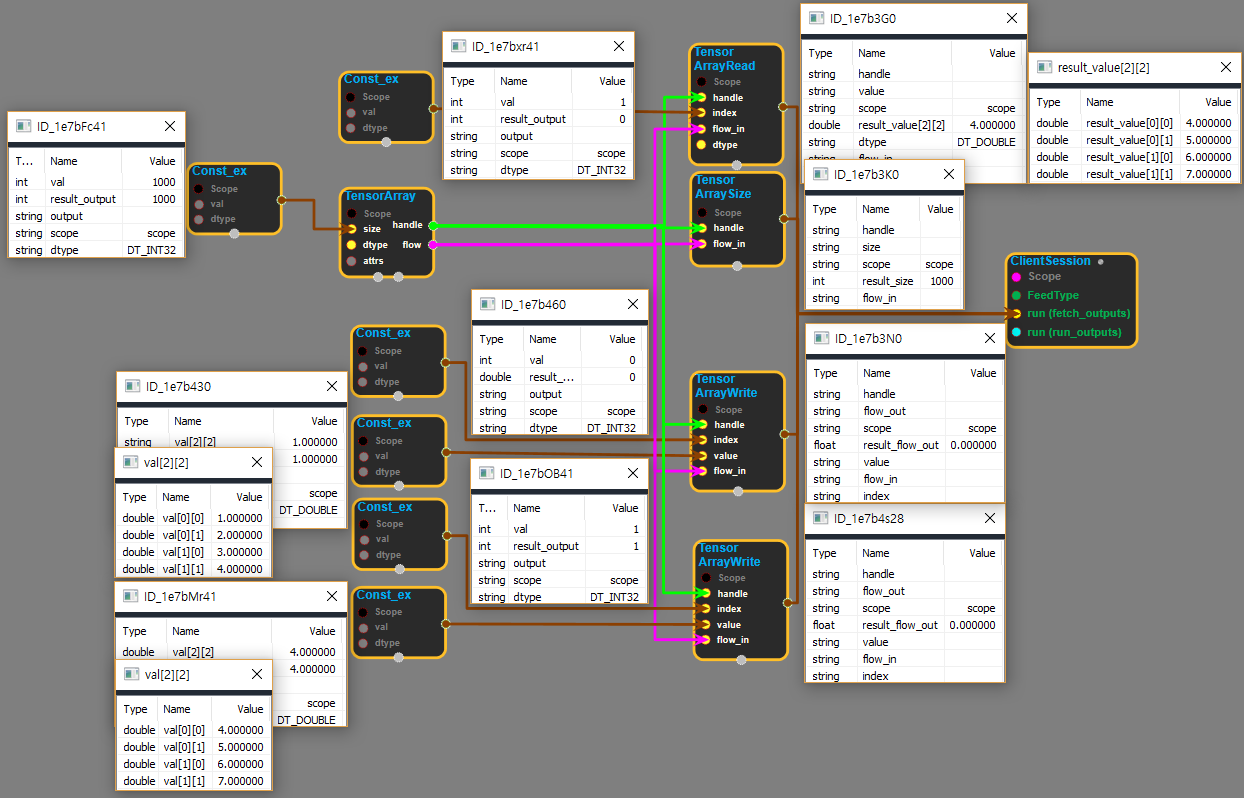 ID_1e7bFc41
T... Name Value
int val 1000
int result_output 1000
string output
string scope scope
string dtype DT_INT32
Const_ex
Scope
val
dtype
Const_ex
Scope
val
dtype
ID_1e7bxr41
Type Name Value
int val 1
int result_output 0
string output
string scope scope
string dtype DT_INT32
TensorArray
Scope
handle
size
dtype flow
attrs
Tensor
ArrayRead
Scope
handle
index
flow_in
dtype
ID_1e7b3G0
Type Name Value
string handle
string value
string scope scope
double result_value[2][2] 4.000000
string dtype DT_DOUBLE
string flow_in
result_value[2][2]
Type Name Value
double result_value[0][0] 4.000000
double result_value[0][1] 5.000000
double result_value[1][0] 6.000000
double result_value[1][1] 7.000000
Tensor
ArraySize
Scope
handle
flow_in
ID_1e7b3K0
Type Name Value
string handle
string size
string scope scope
int result_size 1000
string flow_in
ClientSession
Scope
FeedType
run (fetch_outputs)
run (run_outputs)
Const_ex
Scope
val
dtype
ID_1e7b460
Type Name Value
int val 0
double result_... 0
string output
string scope scope
string dtype DT_INT32
Tensor
ArrayWrite
Scope
handle
index
value
flow_in
ID_1e7b3N0
Type Name Value
string handle
string flow_out
string scope scope
float result_flow_out 0.000000
string value
string flow_in
string index
ID_1e7b430
Type Name Value
string val[2][2] 1.000000
1.000000
scope
DT_DOUBLE
val[2][2]
Type Name Value
double val[0][0] 1.000000
double val[0][1] 2.000000
double val[1][0] 3.000000
double val[1][1] 4.000000
Const_ex
Scope
val
dtype
Const_ex
Scope
val
dtype
ID_1e7bOB41
T... Name Value
int val 1
int result_output 1
string output
string scope scope
string dtype DT_INT32
Tensor
ArrayWrite
Scope
handle
index
value
flow_in
ID_1e7b4s28
Type Name Value
string handle
string flow_out
string scope scope
float result_flow_out 0.000000
string value
string flow_in
string index
ID_1e7bMr41
Type Name Value
double val[2][2] 4.000000
4.000000
scope
DT_DOUBLE
val[2][2]
Type Name Value
double val[0][0] 4.000000
double val[0][1] 5.000000
double val[1][0] 6.000000
double val[1][1] 7.000000
Const_ex
Scope
val
dtype